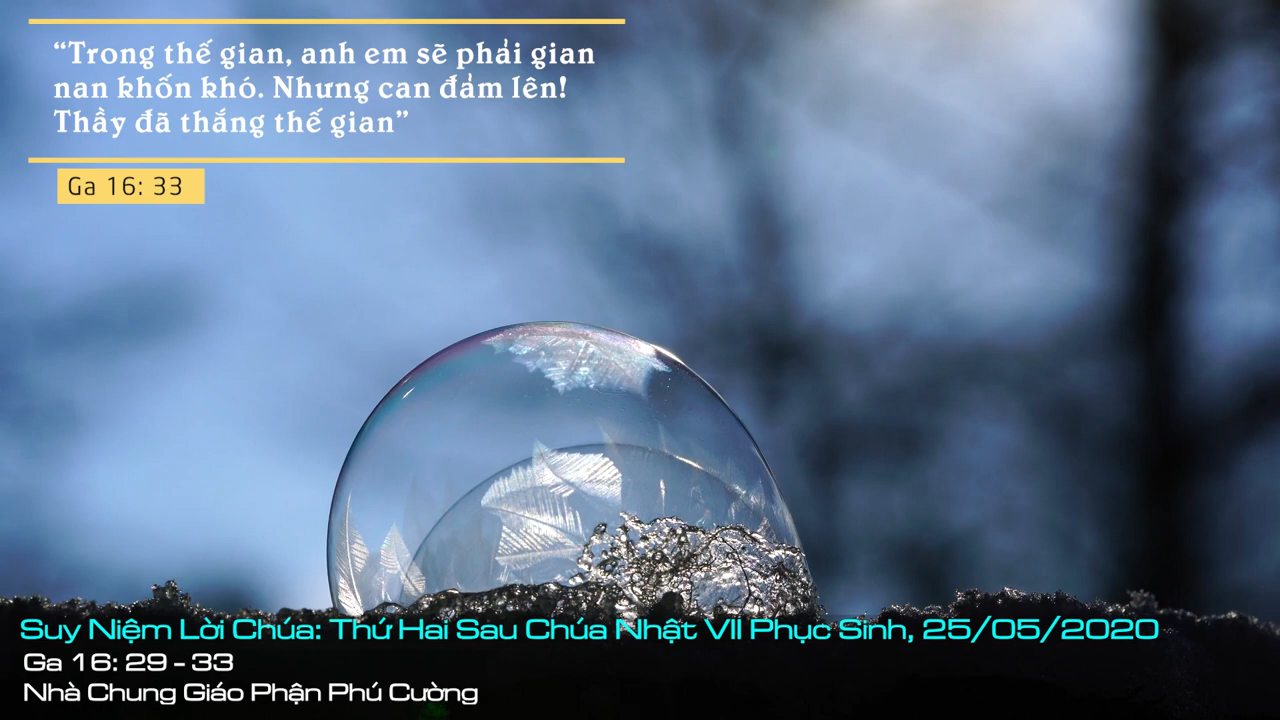 “Trong thế gian, anh em sẽ phải gian
nan khốn khó. Nhưng can đảm lên!
Thầy đã thắng thế gian”
Ga 16: 33
Suy Niệm Lời Chúa: Thứ Hai Sau Chúa Nhật VII Phục Sinh, 25/05/2020
Ga 16: 29 - 33
Nhà Chung Giáo Phận Phú Cường